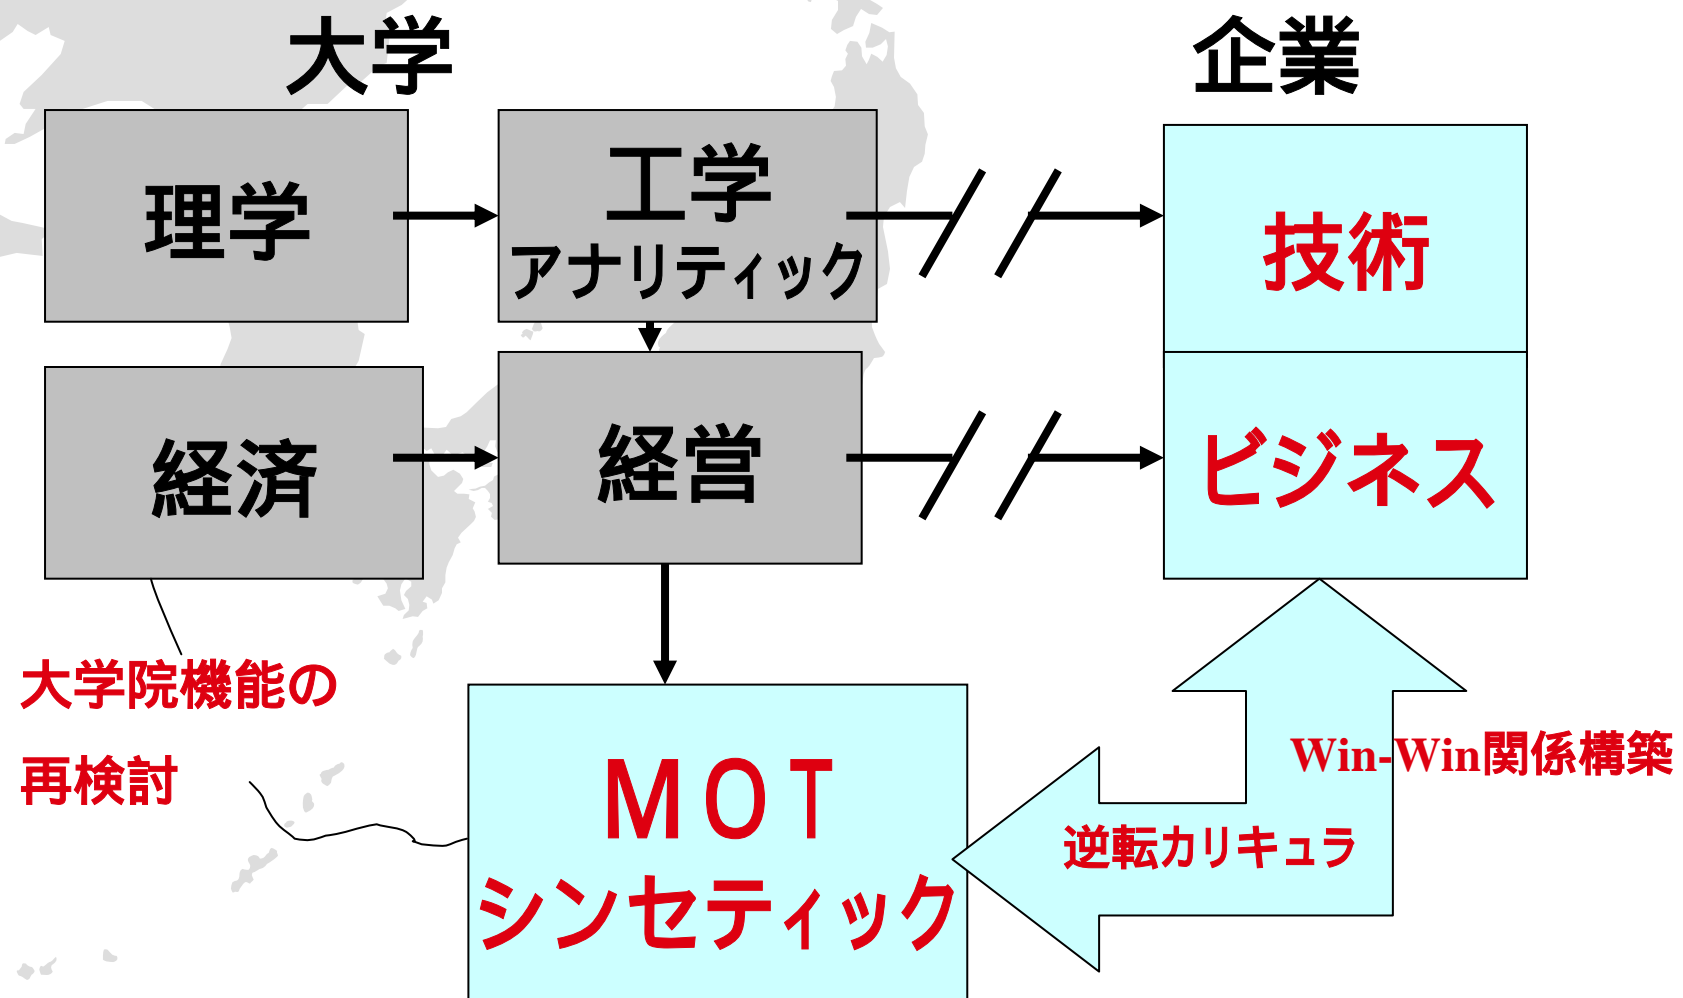 大学
企業
理学
工学
アナリティック
技術
経済
経営
ビジネス
大学院機能の
再検討
ＭＯＴ
シンセティック
Win-Win関係構築
逆転カリキュラ